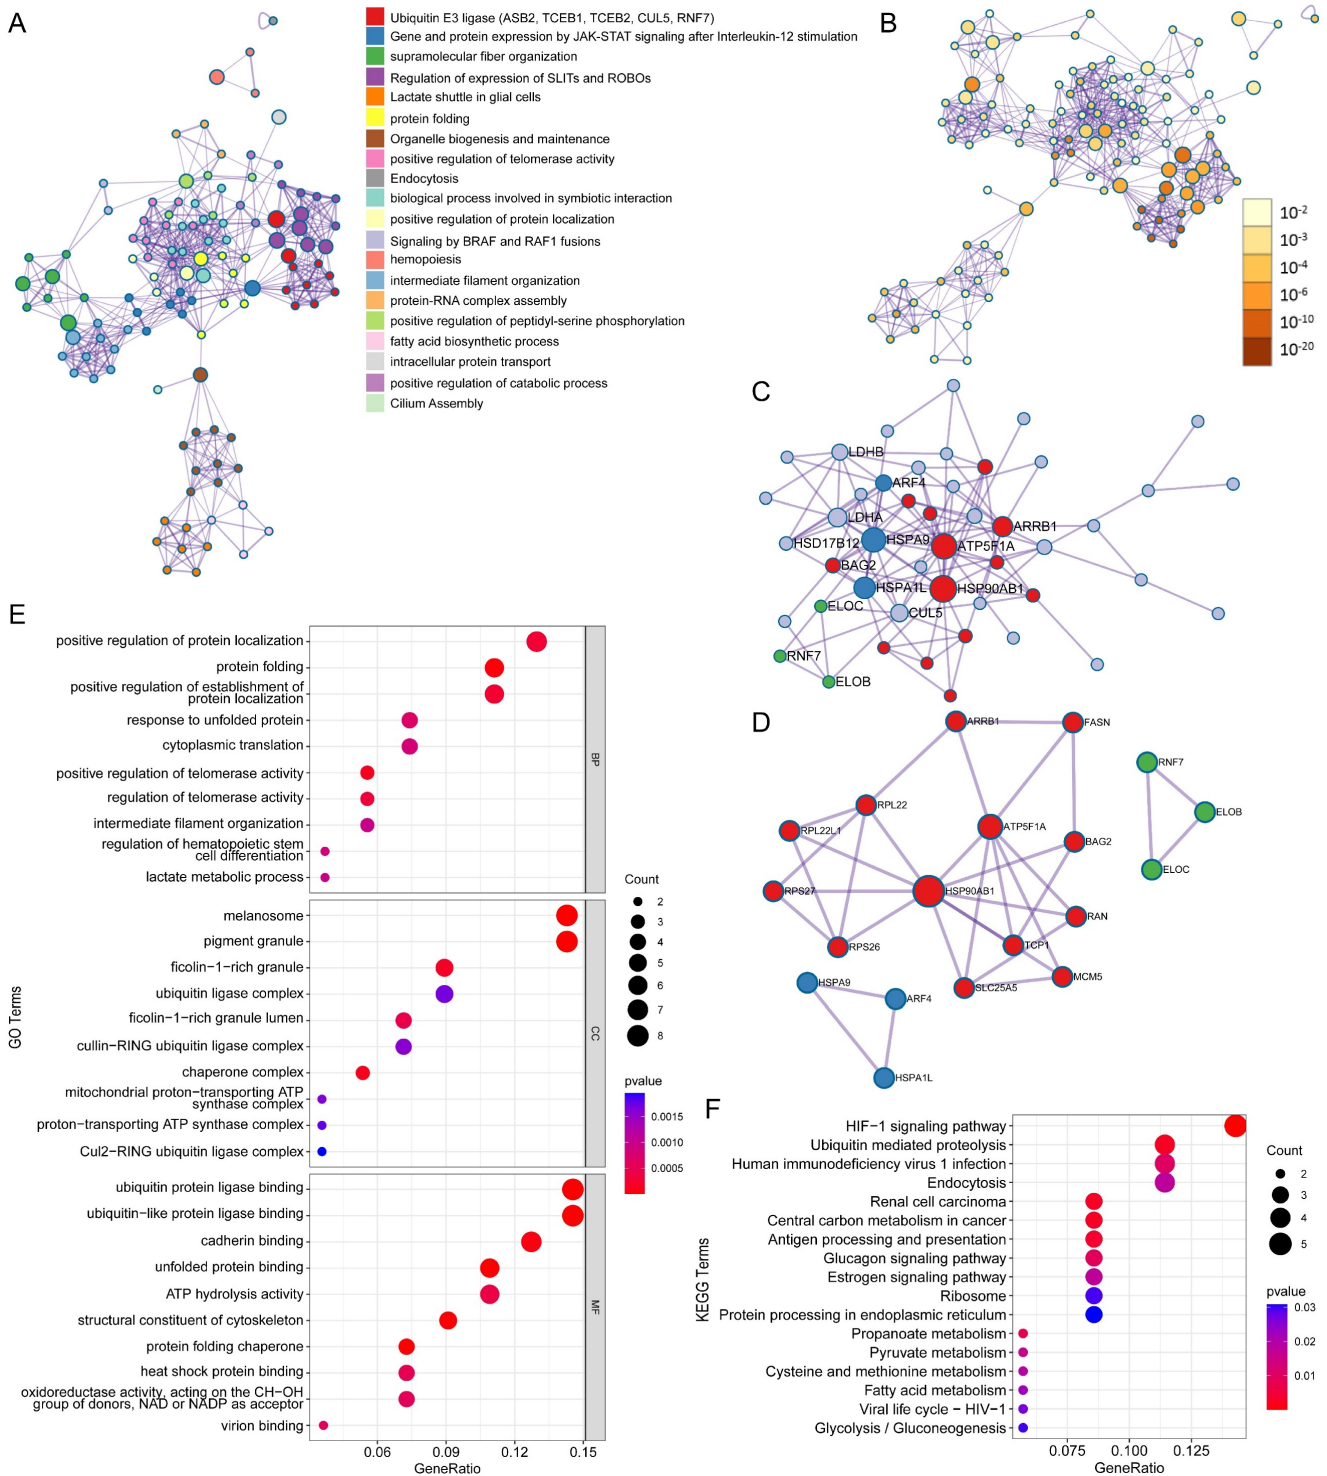 A
Ubiquitin E3 ligase (ASB2, TCEB1, TCEB2, CUL5, RNF7)
Gene and protein expression by JAK-STAT signaling after Interleukin-12 stimulation
supramolecular fiber organization
Regulation of expression of SLITs and ROBOs
Lactate shuttle in glial cells
protein folding
Organelle biogenesis and maintenance
positive regulation of telomerase activity
Endocytosis
biological process involved in symbiotic interaction
positive regulation of protein localization
Signaling by BRAF and RAF1 fusions
hemopoiesis
intermediate filament organization
protein-RNA complex assembly
positive regulation of peptidyl-serine phosphorylation
fatty acid biosynthetic process
intracellular protein transport
positive regulation of catabolic process
Cilium Assembly
B
10-2
10-3
10-4
10-6
10-10
10-20
C
LDHB
ARF4
LDHA
ARRB1
HSD17B12
HSPA9
ATP5F1A
BAG2
HSPA1L
HSP90AB1
ELOC
CUL5
RNF7
ELOB
D
ARRB1
FASN
RNF7
RPL22
ELOB
RPL22L1
ATP5F1A
BAG2
ELOC
RPS27
HSP90AB1
RAN
RPS26
TCP1
MCM5
SLC25A5
HSPA9
ARF4
HSPA1L
E
GO Terms
positive regulation of protein localization
protein folding
positive regulation of establishment of
protein localization
response to unfolded protein
cytoplasmic translation
positive regulation of telomerase activity
regulation of telomerase activity
intermediate filament organization
regulation of hematopoietic stem
cell differentiation
lactate metabolic process
BP
melanosome
pigment granule
ficolin−1−rich granule
ubiquitin ligase complex
ficolin−1−rich granule lumen
cullin−RING ubiquitin ligase complex
chaperone complex
mitochondrial proton−transporting ATP
synthase complex
proton−transporting ATP synthase complex
Cul2−RING ubiquitin ligase complex
CC
ubiquitin protein ligase binding
ubiquitin−like protein ligase binding
cadherin binding
unfolded protein binding
ATP hydrolysis activity
structural constituent of cytoskeleton
protein folding chaperone
heat shock protein binding
oxidoreductase activity, acting on the CH−OH
group of donors, NAD or NADP as acceptor
virion binding
MF
0.06
0.09
0.12
0.15
GeneRatio
Count
2
3
4
5
6
7
8
pvalue
0.0015
0.0010
0.0005
F
KEGG Terms
HIF−1 signaling pathway
Ubiquitin mediated proteolysis
Human immunodeficiency virus 1 infection
Endocytosis
Renal cell carcinoma
Central carbon metabolism in cancer
Antigen processing and presentation
Glucagon signaling pathway
Estrogen signaling pathway
Ribosome
Protein processing in endoplasmic reticulum
Propanoate metabolism
Pyruvate metabolism
Cysteine and methionine metabolism
Fatty acid metabolism
Viral life cycle − HIV−1
Glycolysis / Gluconeogenesis
0.075
0.100
0.125
GeneRatio
Count
2
3
4
5
pvalue
0.03
0.02
0.01